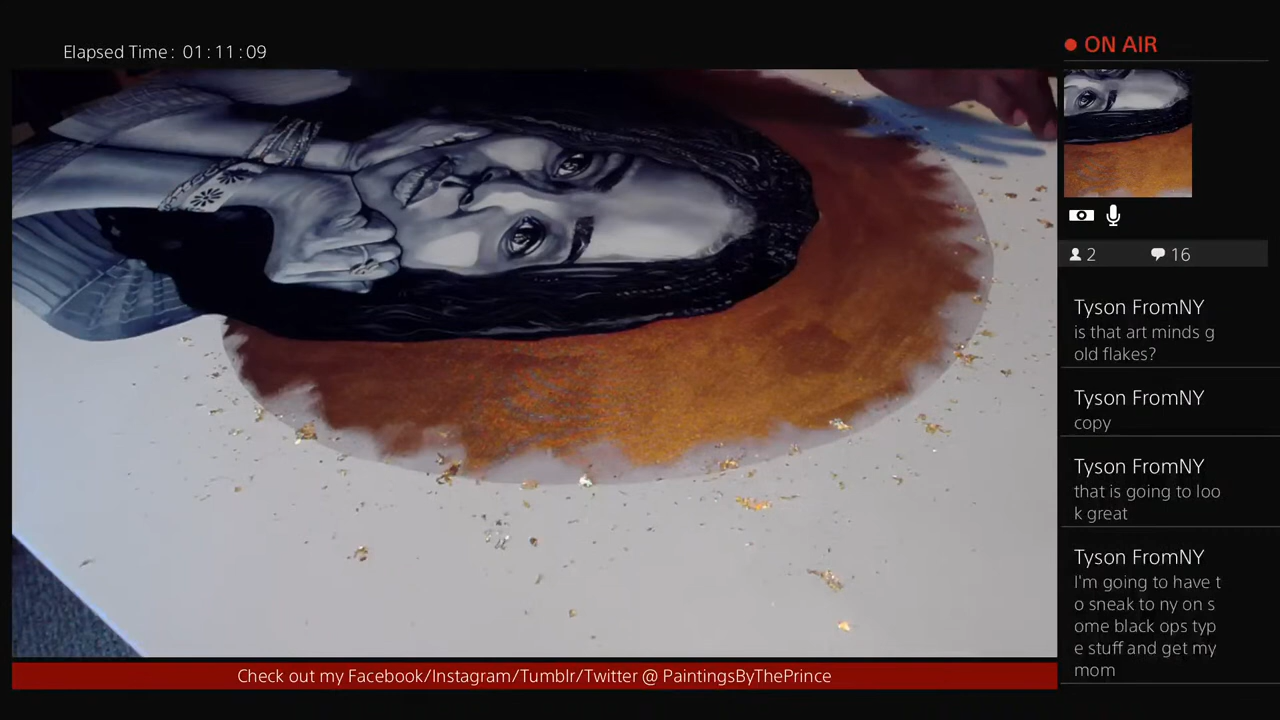 Elapsed Time: 01:11:09
ON AIR
2 16
Tyson FromNY
is that art minds g
old flakes?
Tyson FromNY
copy
Tyson FromNY
that is going to loo
k great
Tyson FromNY
I'm going to have t
o sneak to ny on s
ome black ops typ
e stuff and get my
mom
Check out my Facebook/Instagram/Tumblr/Twitter @ PaintingsByThePrince